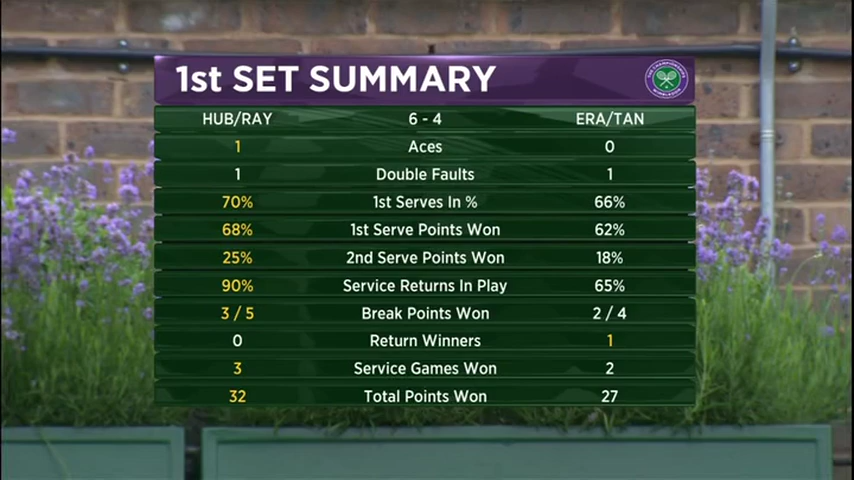 1st SET SUMMARY
THE CHAMPIONSHIPS
WIMBLEDON
HUB/RAY 6 - 4 ERA/TAN
1 Aces 0
1 Double Faults 1
70% 1st Serves In % 66%
68% 1st Serve Points Won 62%
25% 2nd Serve Points Won 18%
90% Service Returns In Play 65%
3 / 5 Break Points Won 2 / 4
0 Return Winners 1
3 Service Games Won 2
32 Total Points Won 27